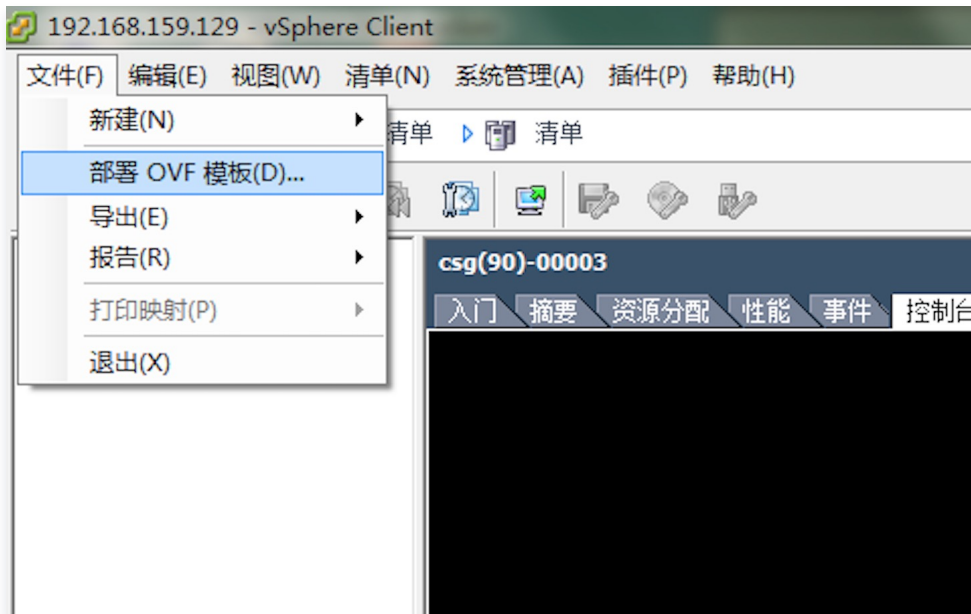 192.168.159.129 - vSphere Client
文件(F) 编辑(E) 视图(W) 清单(N) 系统管理(A) 插件(P) 帮助(H)
新建(N)
清单 清单
部署 OVF 模板(D)...
导出(E)
报告(R)
csg(90)-00003
打印映射(P)
入门 摘要 资源分配 性能 事件 控制台
退出(X)